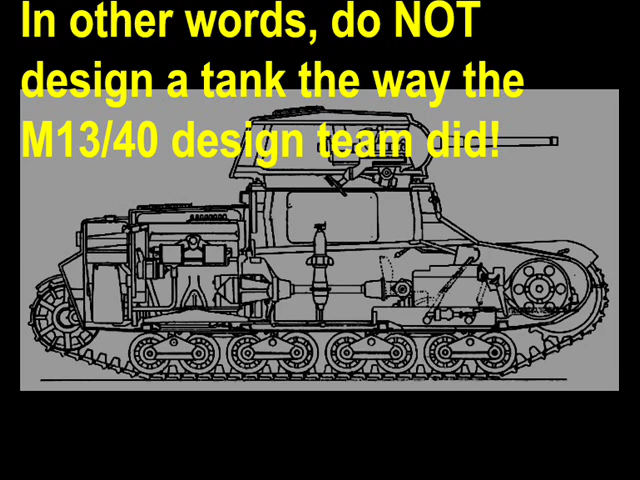 In other words, do NOT
design a tank the way the
M13/40 design team did!